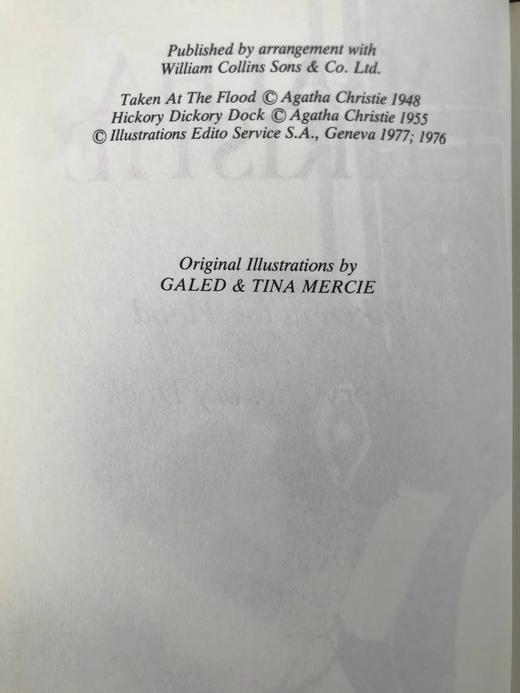 Published by arrangement with
William Collins Sons & Co. Ltd.
Taken At The Flood © Agatha Christie 1948
Hickory Dickory Dock © Agatha Christie 1955
© Illustrations Edito Service S.A., Geneva 1977; 1976
Original Illustrations by
GALED & TINA MERCIE